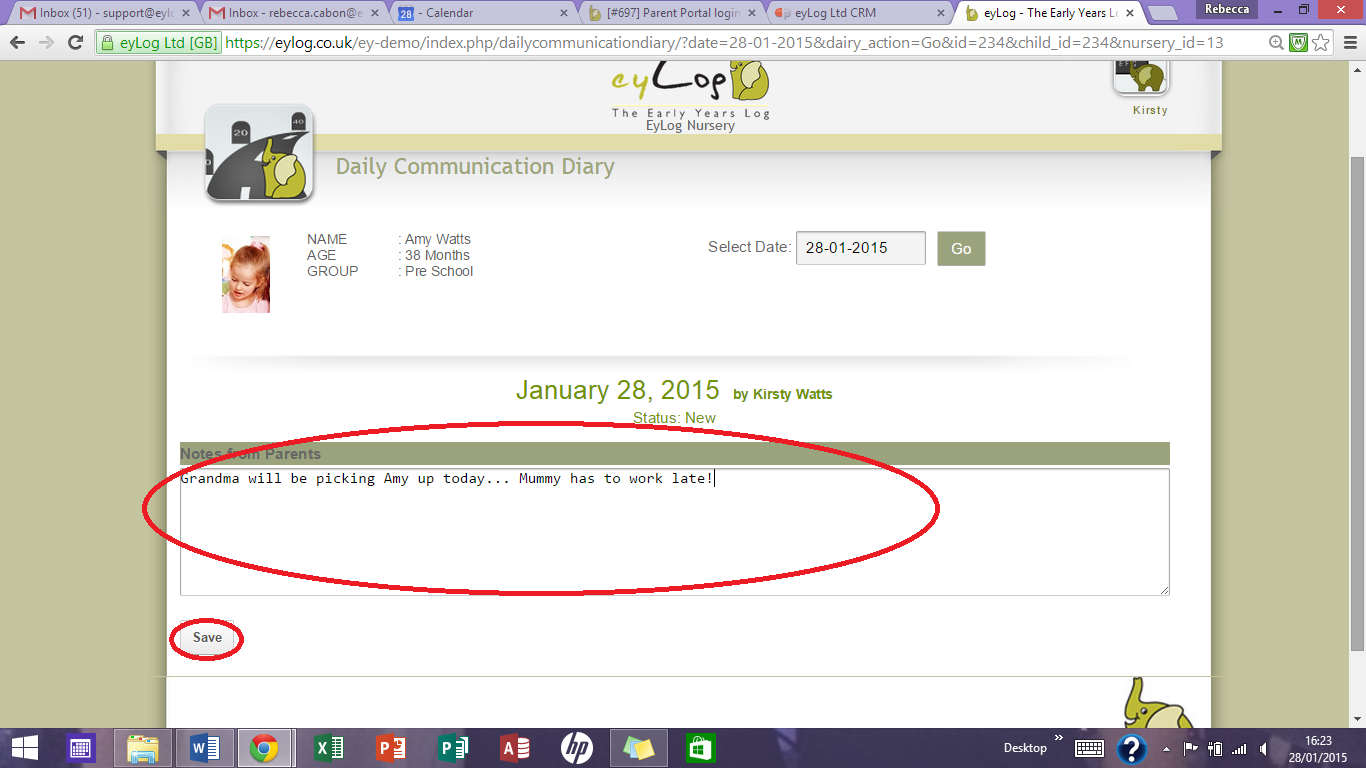 Inbox (51) - support@eyl
Inbox - rebecca.cabon@e
28 - Calendar
[#697] Parent Portal login
eyLog Ltd CRM
eyLog - The Early Years L
Rebecca
eyLog Ltd [GB]
https://eylog.co.uk/ey-demo/index.php/dailycommunicationdiary/?date=28-01-2015&dairy_action=Go&id=234&child_id=234&nursery_id=13
eyLog
The Early Years Log
EyLog Nursery
Kirsty
20
40
Daily Communication Diary
NAME : Amy Watts
AGE : 38 Months
GROUP : Pre School
Select Date: 28-01-2015 Go
January 28, 2015 by Kirsty Watts
Status: New
Notes from Parents
Grandma will be picking Amy up today... Mummy has to work late!
Save
Desktop
16:23
28/01/2015